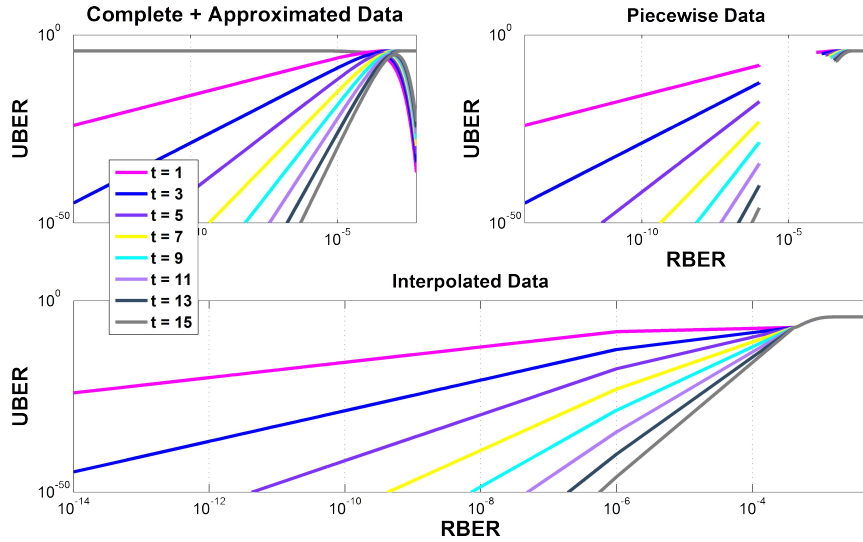 Complete + Approximated Data
Piecewise Data
10^0
UBER
10^-50
10^-5
t = 1
t = 3
t = 5
t = 7
t = 9
t = 11
t = 13
t = 15
10^0
UBER
10^-50
10^-10
10^-5
RBER
Interpolated Data
10^0
UBER
10^-50
10^-14
10^-12
10^-10
10^-8
10^-6
10^-4
RBER